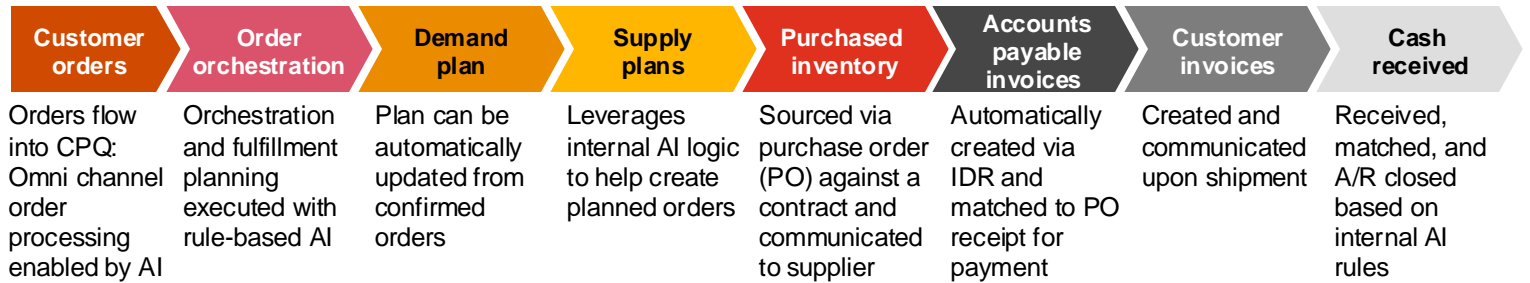 Customer
orders
Order
orchestration
Demand
plan
Supply
plans
Purchased
inventory
Accounts
payable
invoices
Customer
invoices
Cash
received
Orders flow
into CPQ:
Omni channel
order
processing
enabled by AI
Orchestration
and fulfillment
planning
executed with
rule-based AI
Plan can be
automatically
updated from
confirmed
orders
Leverages
internal AI logic
to help create
planned orders
Sourced via
purchase order
(PO) against a
contract and
communicated
to supplier
Automatically
created via
IDR and
matched to PO
receipt for
payment
Created and
communicated
upon shipment
Received,
matched, and
A/R closed
based on
internal AI
rules